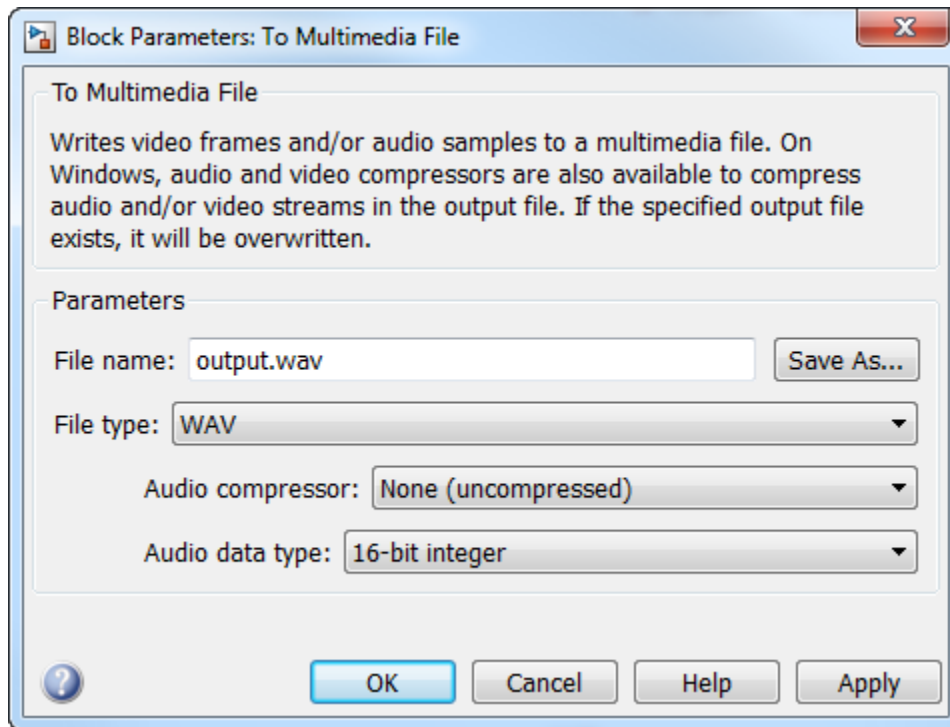 Block Parameters: To Multimedia File
To Multimedia File
Writes video frames and/or audio samples to a multimedia file. On
Windows, audio and video compressors are also available to compress
audio and/or video streams in the output file. If the specified output file
exists, it will be overwritten.
Parameters
File name: output.wav Save As...
File type: WAV
Audio compressor: None (uncompressed)
Audio data type: 16-bit integer
OK Cancel Help Apply